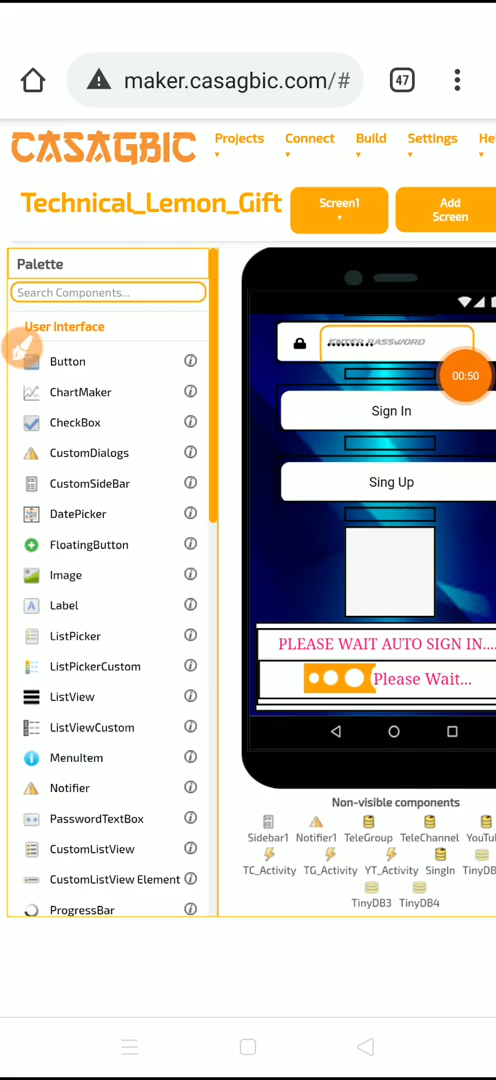 maker.casagbic.com/#
47
CASAGBIC
Projects
Connect
Build
Settings
Technical_Lemon_Gift
Screen1
Add
Screen
Palette
Search Components...
User Interface
Button
ChartMaker
CheckBox
CustomDialogs
CustomSideBar
DatePicker
FloatingButton
Image
Label
ListPicker
ListPickerCustom
ListView
ListViewCustom
MenuItem
Notifier
PasswordTextBox
CustomListView
CustomListView Element
ProgressBar
ENTER PASSWORD
00:50
Sign In
Sing Up
PLEASE WAIT AUTO SIGN IN....
Please Wait...
Non-visible components
Sidebar1
Notifier1
TeleGroup
TeleChannel
YouTu
TC_Activity
TG_Activity
YT_Activity
SingIn
TinyDB
TinyDB3
TinyDB4